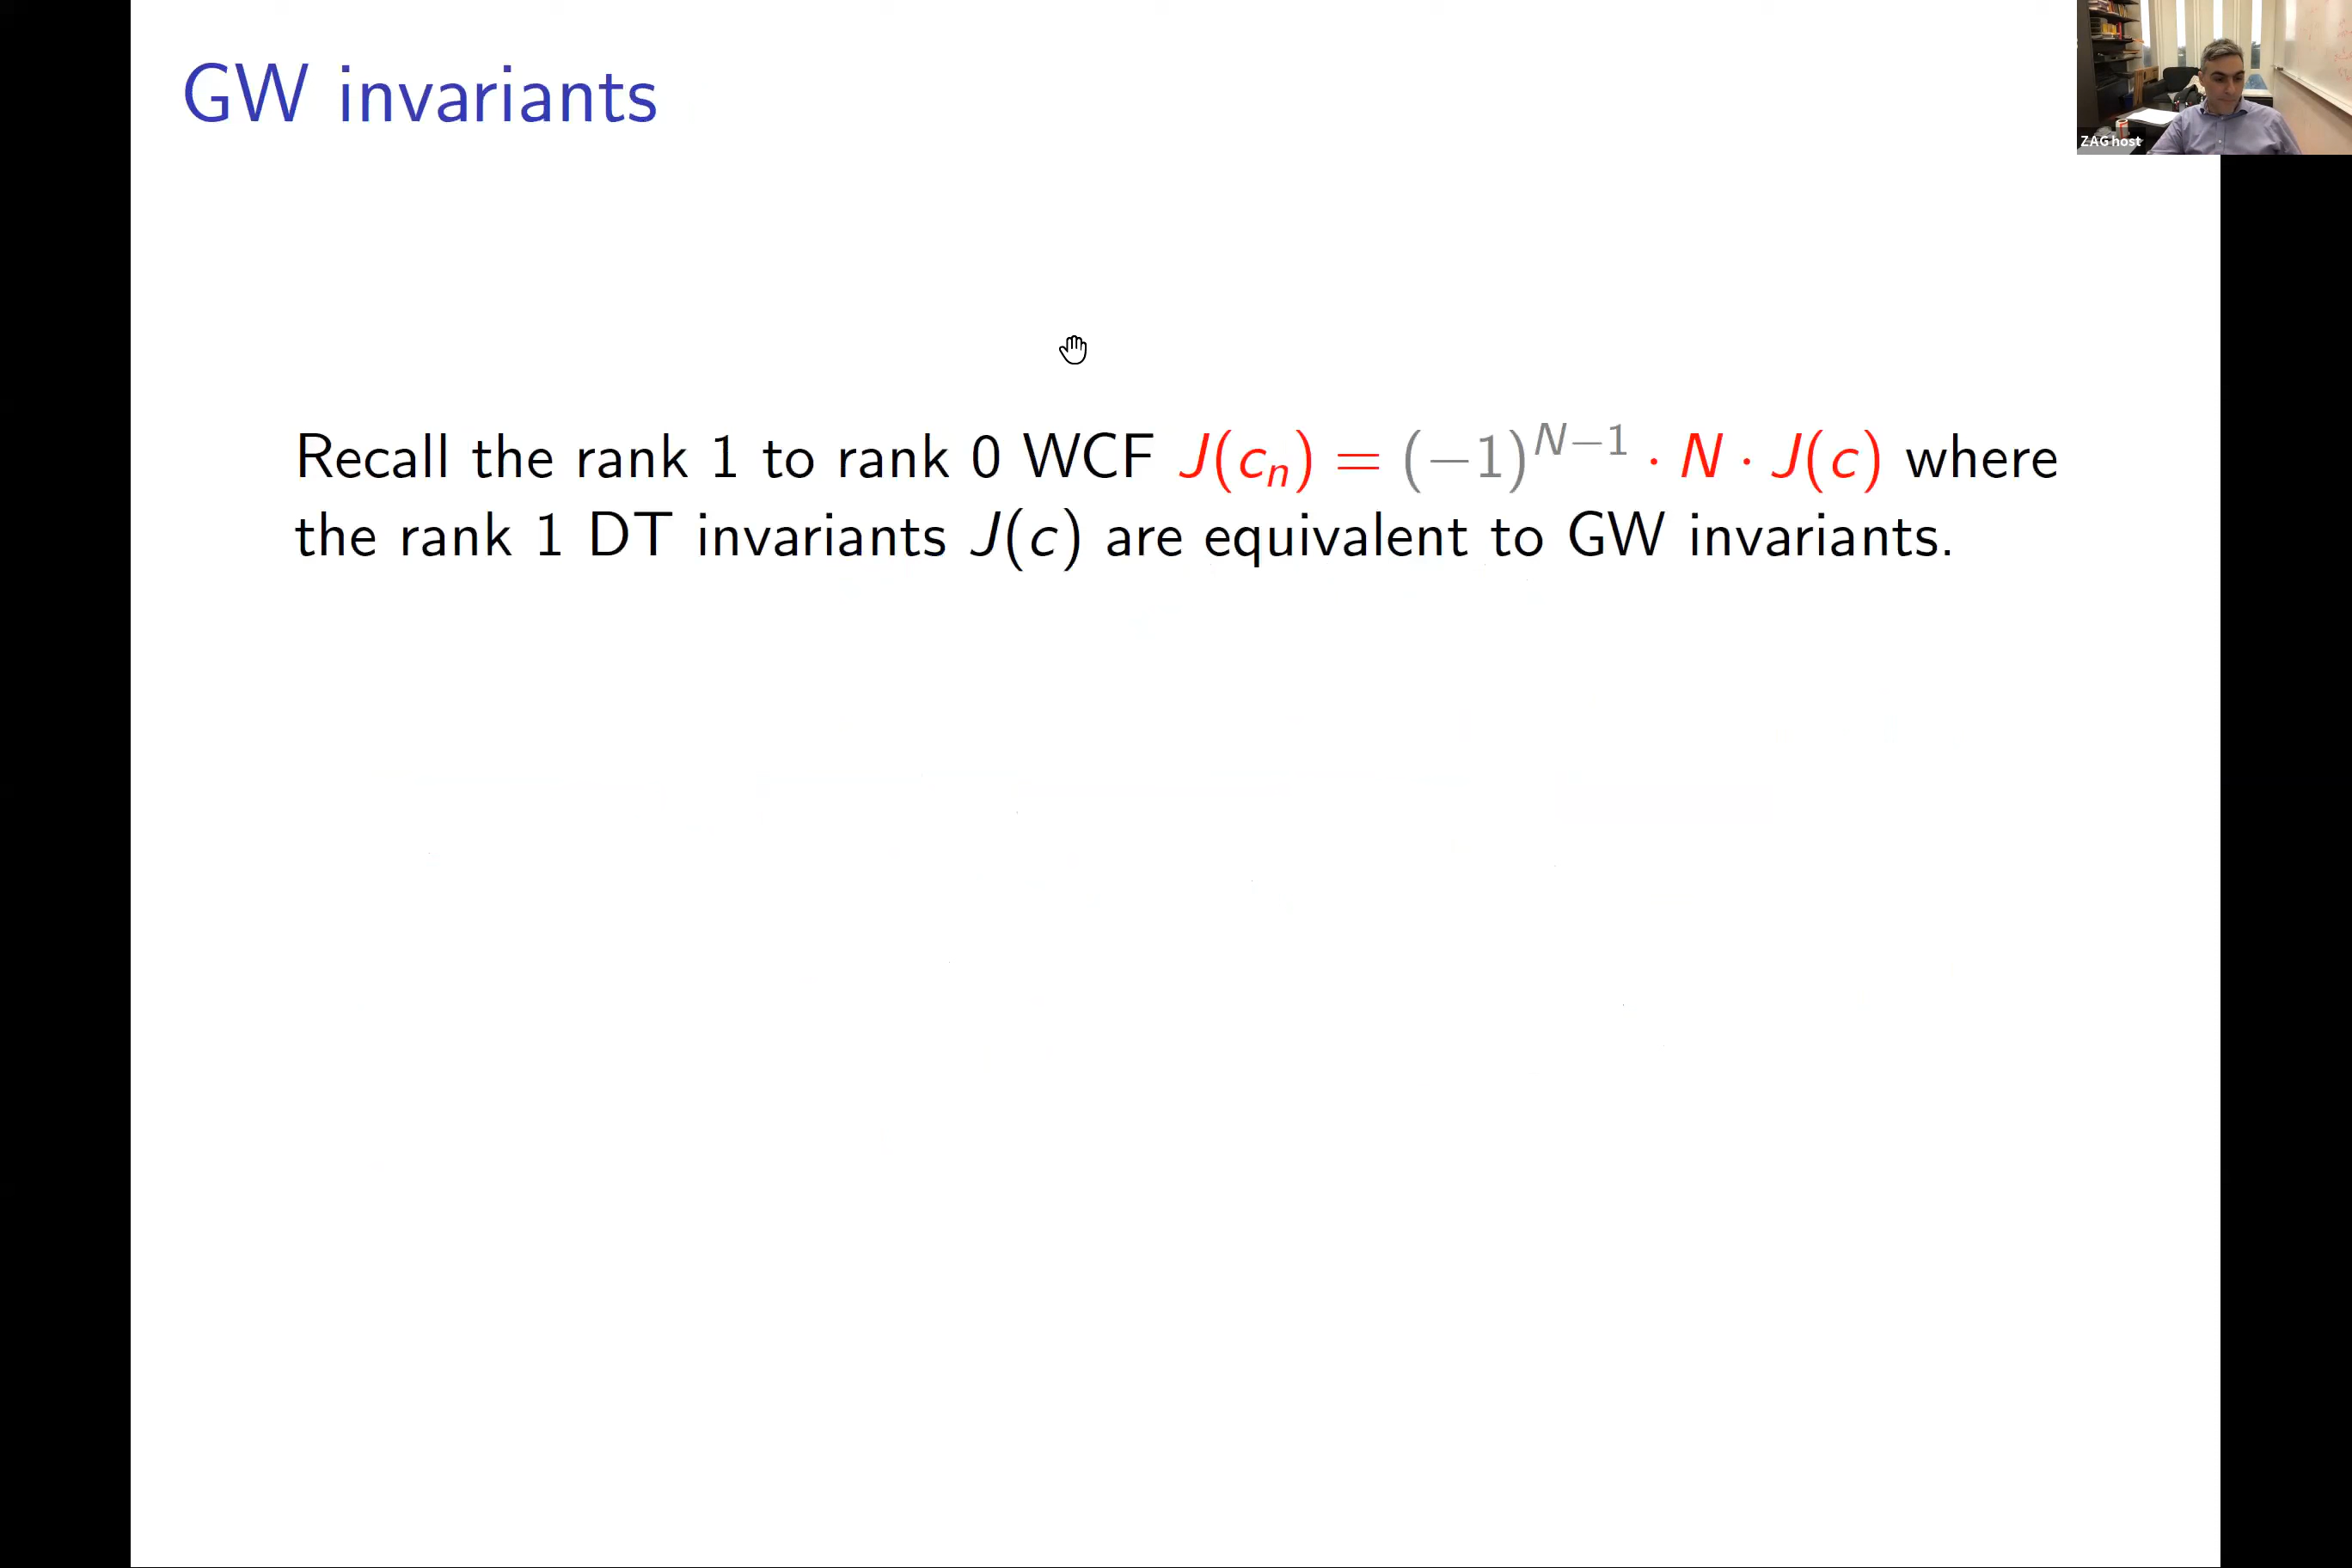 GW invariants
ZAG host
Recall the rank 1 to rank 0 WCF J(c_n) = (−1)^{N−1} · N · J(c) where
the rank 1 DT invariants J(c) are equivalent to GW invariants.